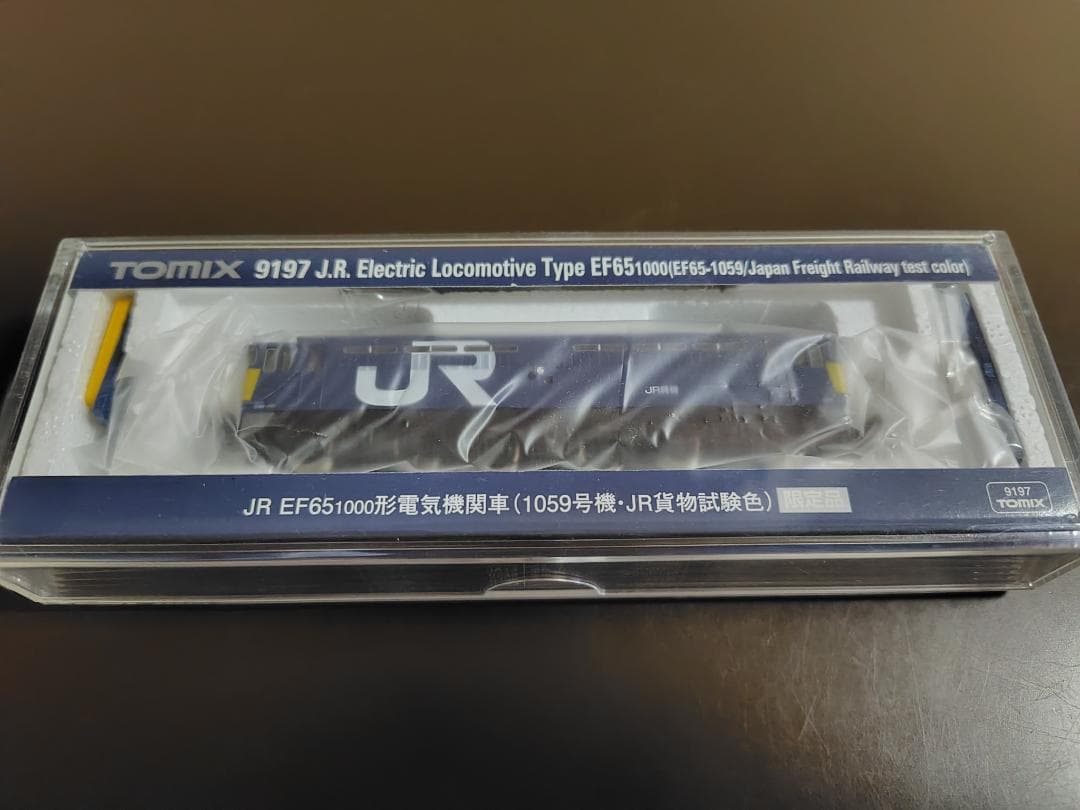 TOMIX 9197 J.R. Electric Locomotive Type EF651000(EF65-1059/Japan Freight Railway test color)
JR
JR貨物
JR EF651000形電気機関車(1059号機・JR貨物試験色) 限定品
9197
TOMIX